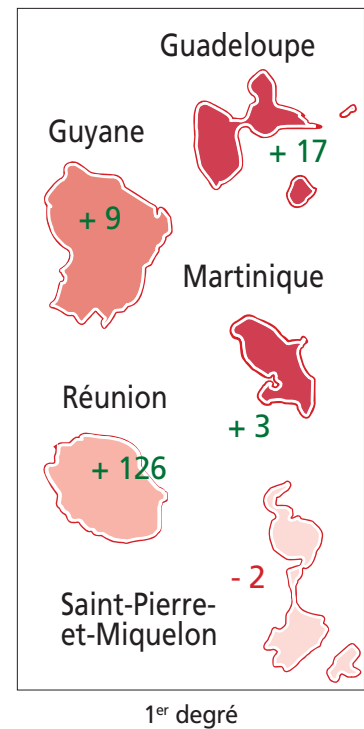 Guadeloupe
+ 17
Guyane
+ 9
Martinique
+ 3
Réunion
+ 126
- 2
Saint-Pierre-
et-Miquelon
1er degré